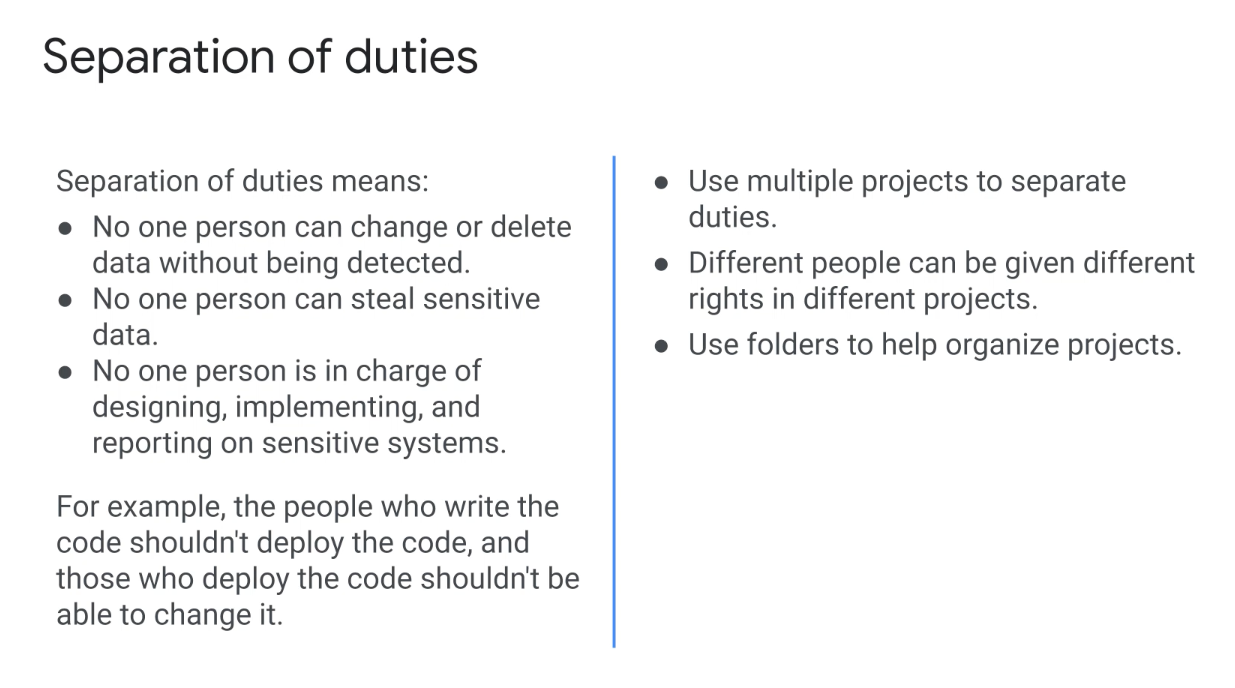 Separation of duties
Separation of duties means:
● No one person can change or delete
data without being detected.
● No one person can steal sensitive
data.
● No one person is in charge of
designing, implementing, and
reporting on sensitive systems.
For example, the people who write the
code shouldn't deploy the code, and
those who deploy the code shouldn't be
able to change it.
● Use multiple projects to separate
duties.
● Different people can be given different
rights in different projects.
● Use folders to help organize projects.